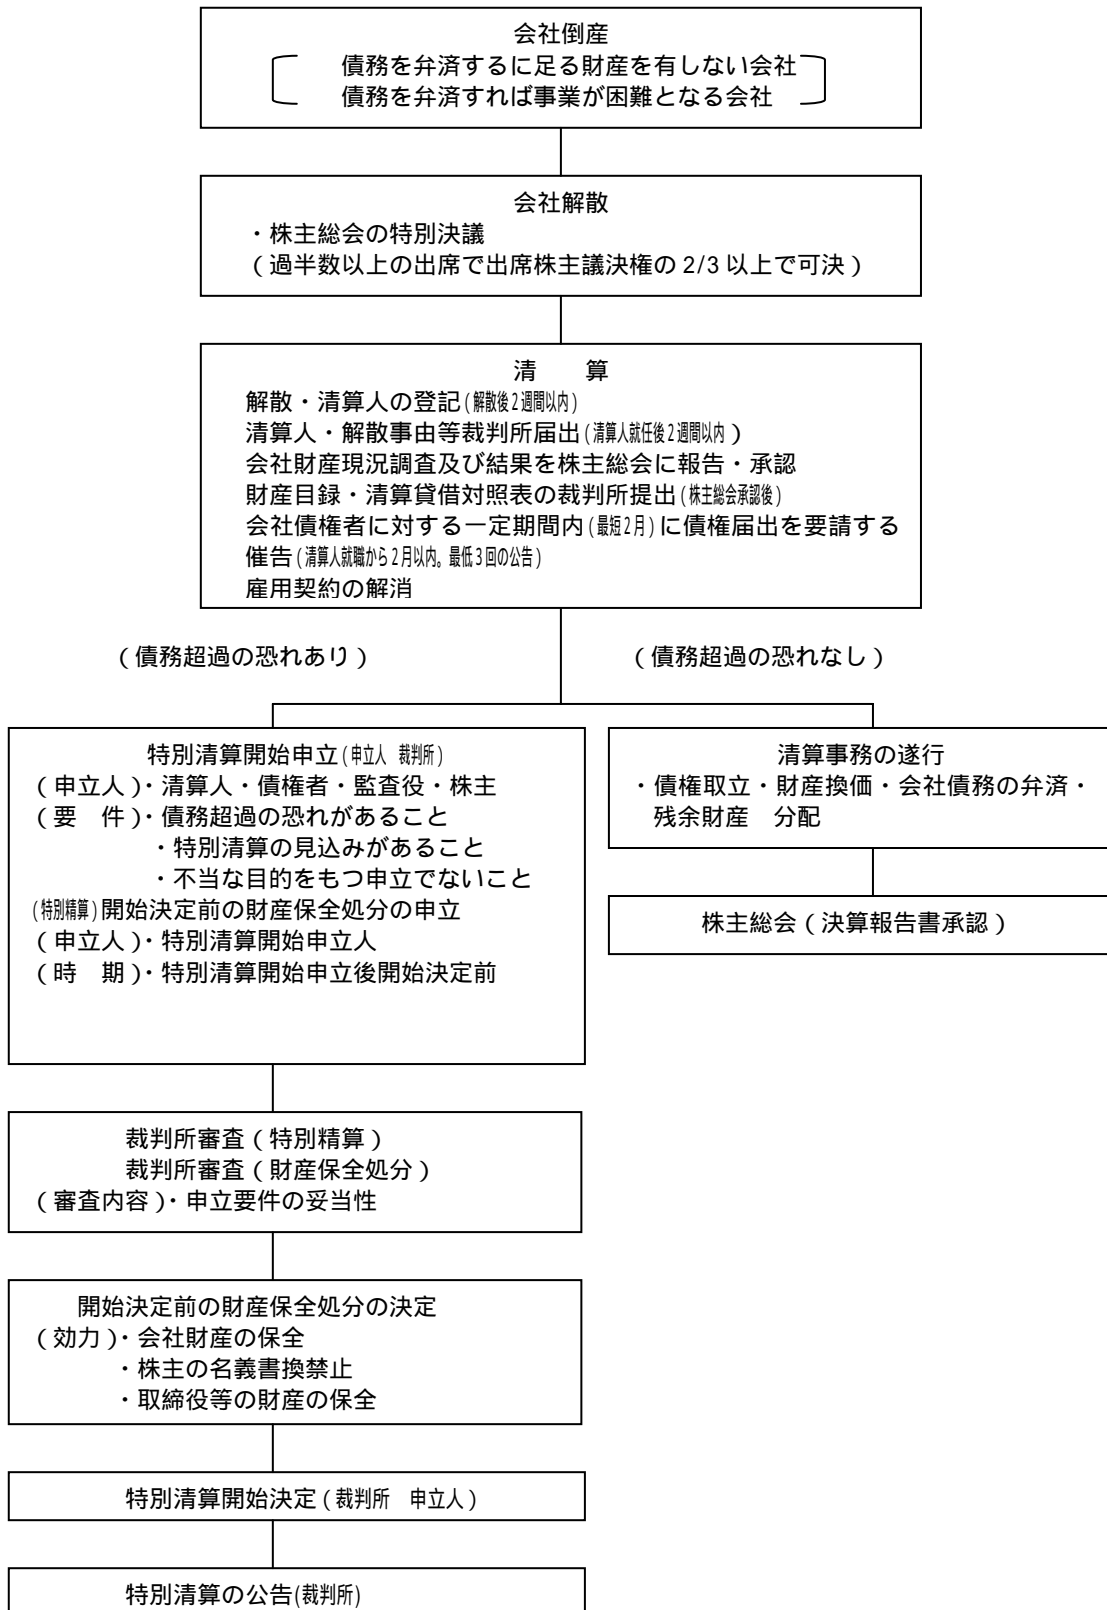 会社倒産
債務を弁済するに足る財産を有しない会社
債務を弁済すれば事業が困難となる会社
会社解散
・株主総会の特別決議
（過半数以上の出席で出席株主議決権の 2/3 以上で可決）
清　　算
解散・清算人の登記(解散後2週間以内)
清算人・解散事由等裁判所届出(清算人就任後2週間以内）
会社財産現況調査及び結果を株主総会に報告・承認
財産目録・清算貸借対照表の裁判所提出(株主総会承認後)
会社債権者に対する一定期間内(最短2月)に債権届出を要請する
催告(清算人就職から2月以内。最低3回の公告)
雇用契約の解消
（債務超過の恐れあり）
（債務超過の恐れなし）
特別清算開始申立(申立人 裁判所)
（申立人）・清算人・債権者・監査役・株主
（要　件）・債務超過の恐れがあること
・特別清算の見込みがあること
・不当な目的をもつ申立でないこと
(特別精算)開始決定前の財産保全処分の申立
（申立人）・特別清算開始申立人
（時　期）・特別清算開始申立後開始決定前
清算事務の遂行
・債権取立・財産換価・会社債務の弁済・
残余財産　分配
株主総会（決算報告書承認）
裁判所審査（特別精算）
裁判所審査（財産保全処分）
（審査内容）・申立要件の妥当性
開始決定前の財産保全処分の決定
（効力）・会社財産の保全
・株主の名義書換禁止
・取締役等の財産の保全
特別清算開始決定（裁判所　申立人）
特別清算の公告(裁判所)